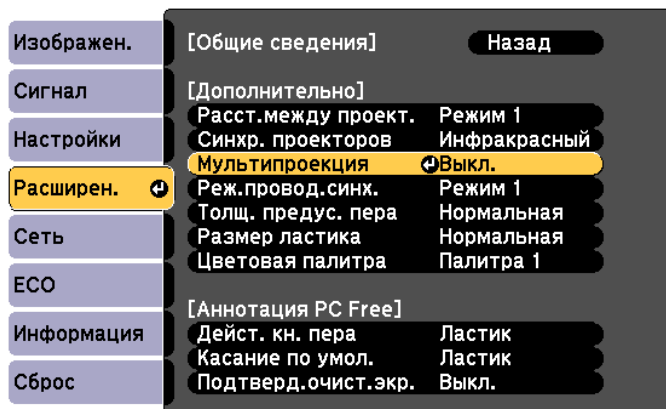 Изображен.
Сигнал
Настройки
Расширен.
Сеть
ECO
Информация
Сброс
[Общие сведения] Назад
[Дополнительно]
Расст.между проект. Режим 1
Синхр. проекторов Инфракрасный
Мультипроекция Выкл.
Реж.провод.синх. Режим 1
Толщ. предус. пера Нормальная
Размер ластика Нормальная
Цветовая палитра Палитра 1
[Аннотация PC Free]
Дейст. кн. пера Ластик
Касание по умол. Ластик
Подтверд.очист.экр. Выкл.